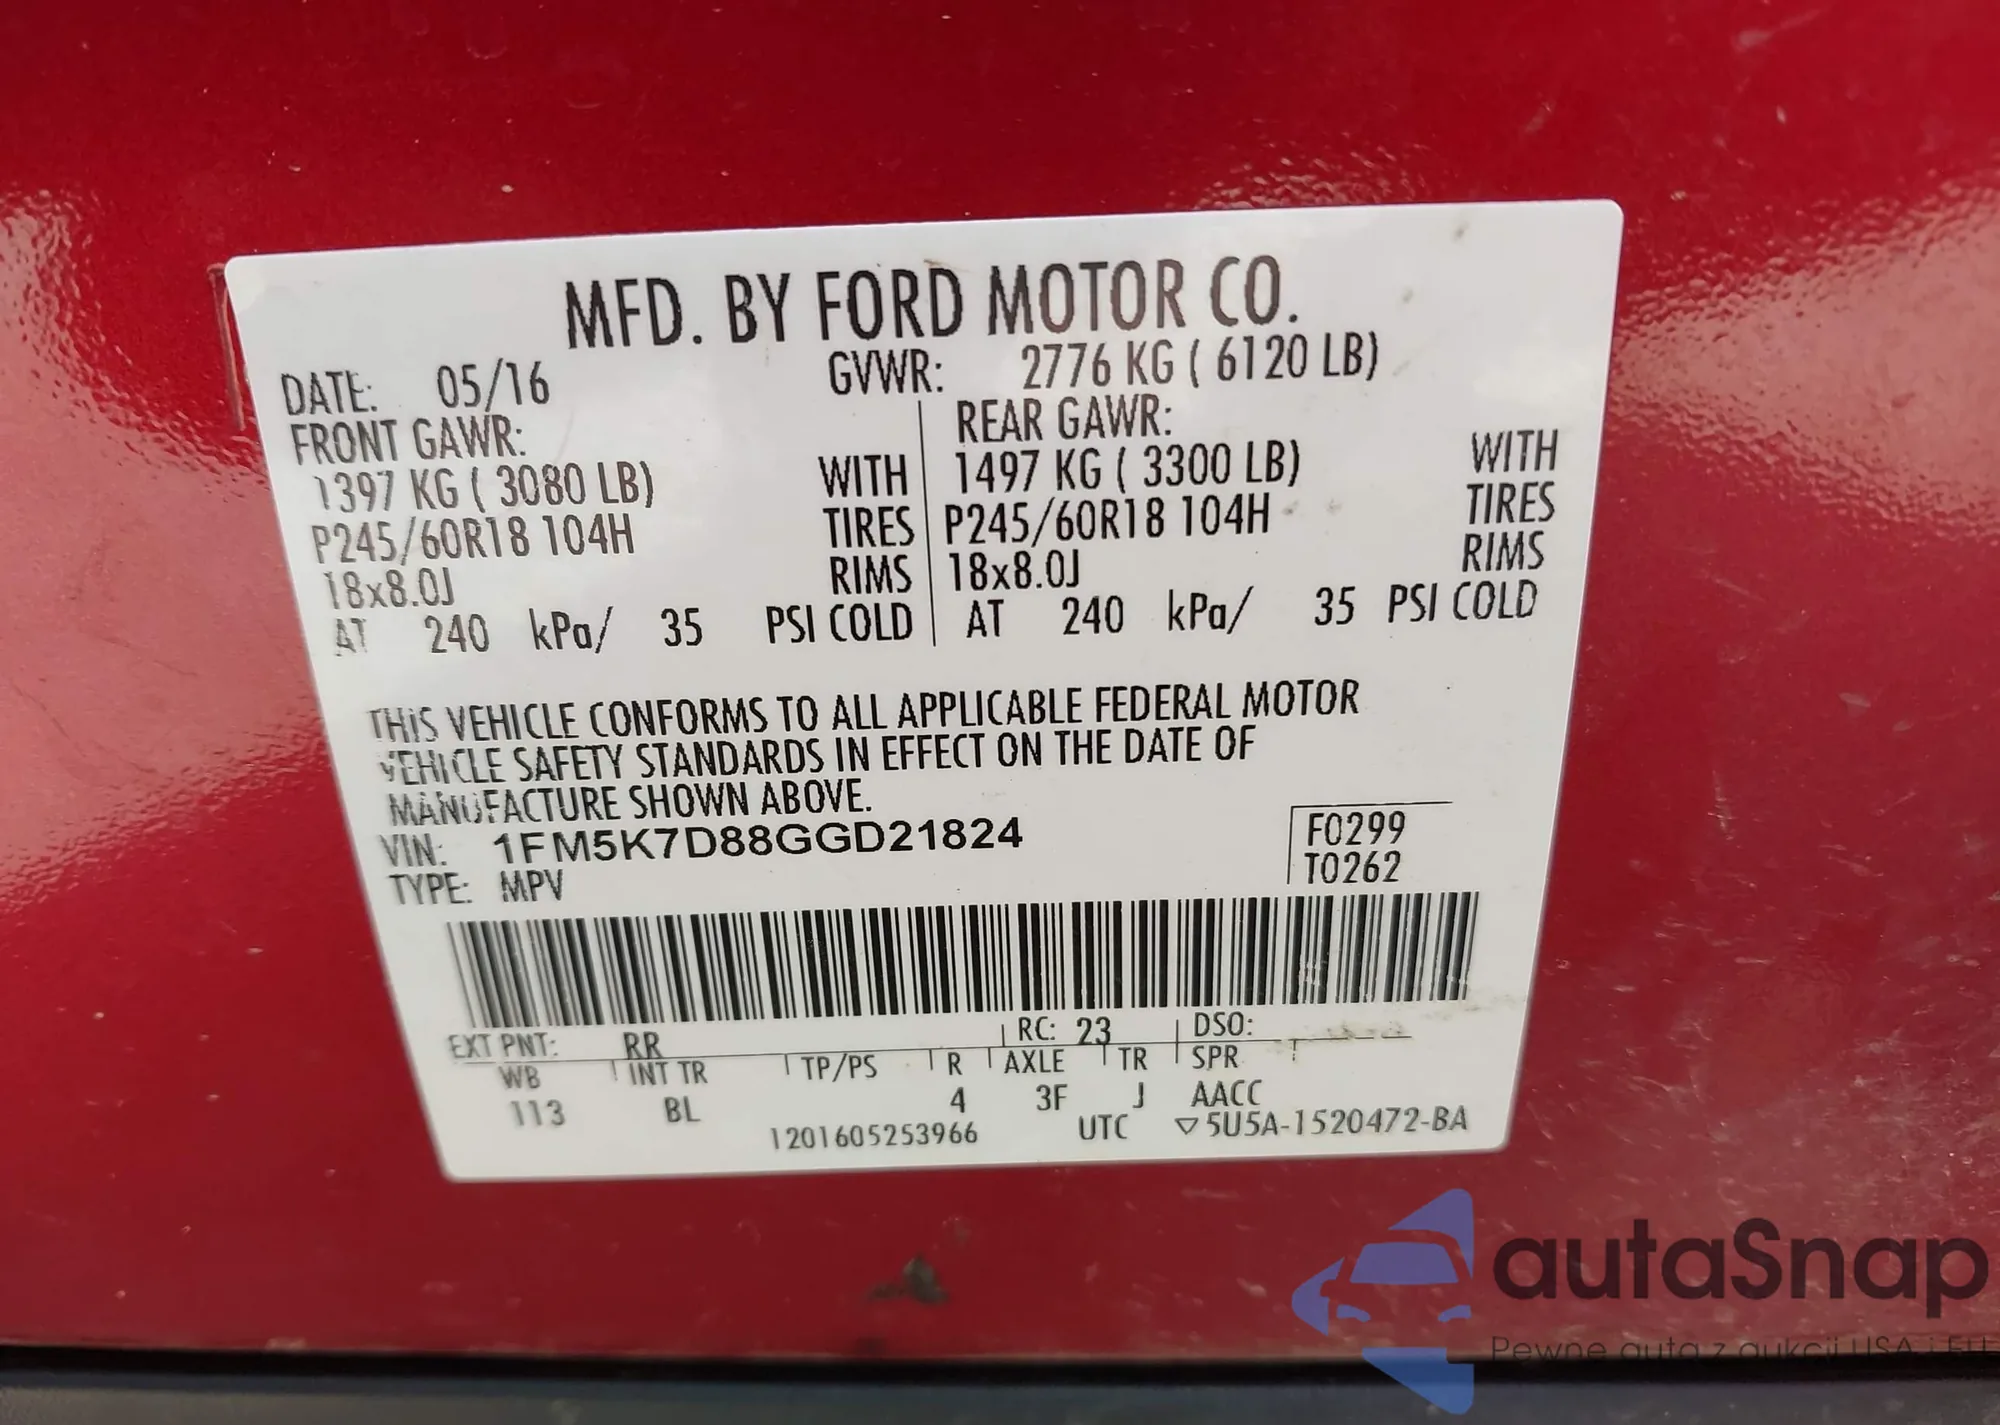 MFD. BY FORD MOTOR CO.
DATE: 05/16 GVWR: 2776 KG ( 6120 LB)
FRONT GAWR: REAR GAWR:
1397 KG ( 3080 LB) WITH 1497 KG ( 3300 LB) WITH
P245/60R18 104H TIRES P245/60R18 104H TIRES
18x8.0J RIMS 18x8.0J RIMS
AT 240 kPa/ 35 PSI COLD AT 240 kPa/ 35 PSI COLD
THIS VEHICLE CONFORMS TO ALL APPLICABLE FEDERAL MOTOR
VEHICLE SAFETY STANDARDS IN EFFECT ON THE DATE OF
MANUFACTURE SHOWN ABOVE.
VIN: 1FM5K7D88GGD21824 F0299
TYPE: MPV T0262
EXT PNT: RR RC: 23 DSO:
WB INT TR TP/PS R AXLE TR SPR
113 BL 4 3F J AACC
1201605253966 UTC ▽5U5A-1520472-BA
autaSnap
Pewne auta z aukcji USA i EU